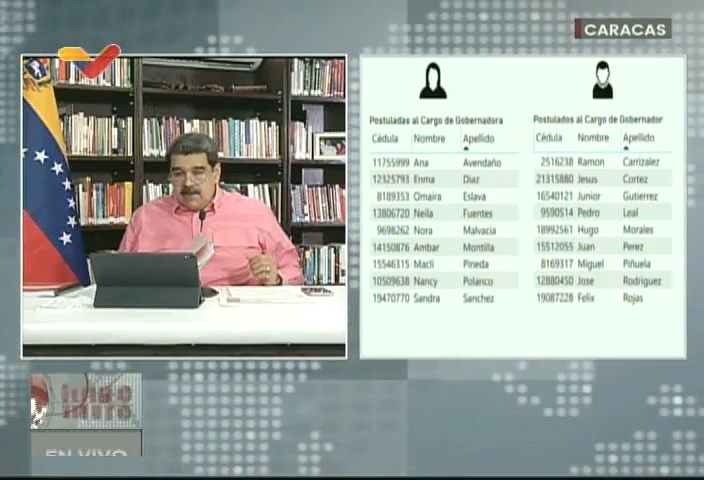 CARACAS
Postuladas al Cargo de Gobernadora
Cédula Nombre Apellido
11755999 Ana Avendaño
12325793 Enma Diaz
8189353 Omaira Eslava
13806720 Neila Fuentes
9698262 Nora Malvacia
14150876 Ambar Montilla
15546315 Macli Pineda
10509638 Nancy Polanco
19470770 Sandra Sanchez
Postulados al Cargo de Gobernador
Cédula Nombre Apellido
2516238 Ramon Carrizalez
21315880 Jesus Cortez
16540121 Junior Gutierrez
9590514 Pedro Leal
18992561 Hugo Morales
15512055 Juan Perez
8169317 Miguel Piñuela
12880450 Jose Rodriguez
19087228 Felix Rojas
EN VIVO